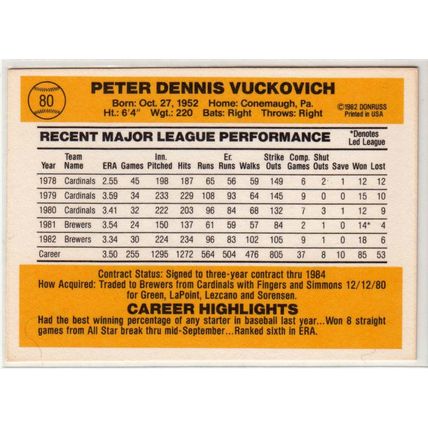 80
PETER DENNIS VUCKOVICH
Born: Oct. 27, 1952 Home: Conemaugh, Pa.
Ht.: 6'4" Wgt.: 220 Bats: Right Throws: Right
©1982 DONRUSS
Printed in USA
RECENT MAJOR LEAGUE PERFORMANCE
*Denotes
Led League
Year Team Name ERA Games Inn. Pitched Hits Runs Er. Runs Walks Strike Outs Comp. Games Shut Outs Save Won Lost
1978 Cardinals 2.55 45 198 187 65 56 59 149 6 2 1 12 12
1979 Cardinals 3.59 34 233 229 108 93 64 145 9 0 0 15 10
1980 Cardinals 3.41 32 222 203 96 84 68 132 7 3 1 12 9
1981 Brewers 3.54 24 150 137 61 59 57 84 2 1 0 14* 4
1982 Brewers 3.34 30 224 234 96 83 102 105 9 1 0 18 6
Career 3.50 255 1295 1272 564 504 476 805 37 8 10 85 53
Contract Status: Signed to three-year contract thru 1984
How Acquired: Traded to Brewers from Cardinals with Fingers and Simmons 12/12/80
for Green, LaPoint, Lezcano and Sorensen.
CAREER HIGHLIGHTS
Had the best winning percentage of any starter in baseball last year...Won 8 straight
games from All Star break thru mid-September...Ranked sixth in ERA.